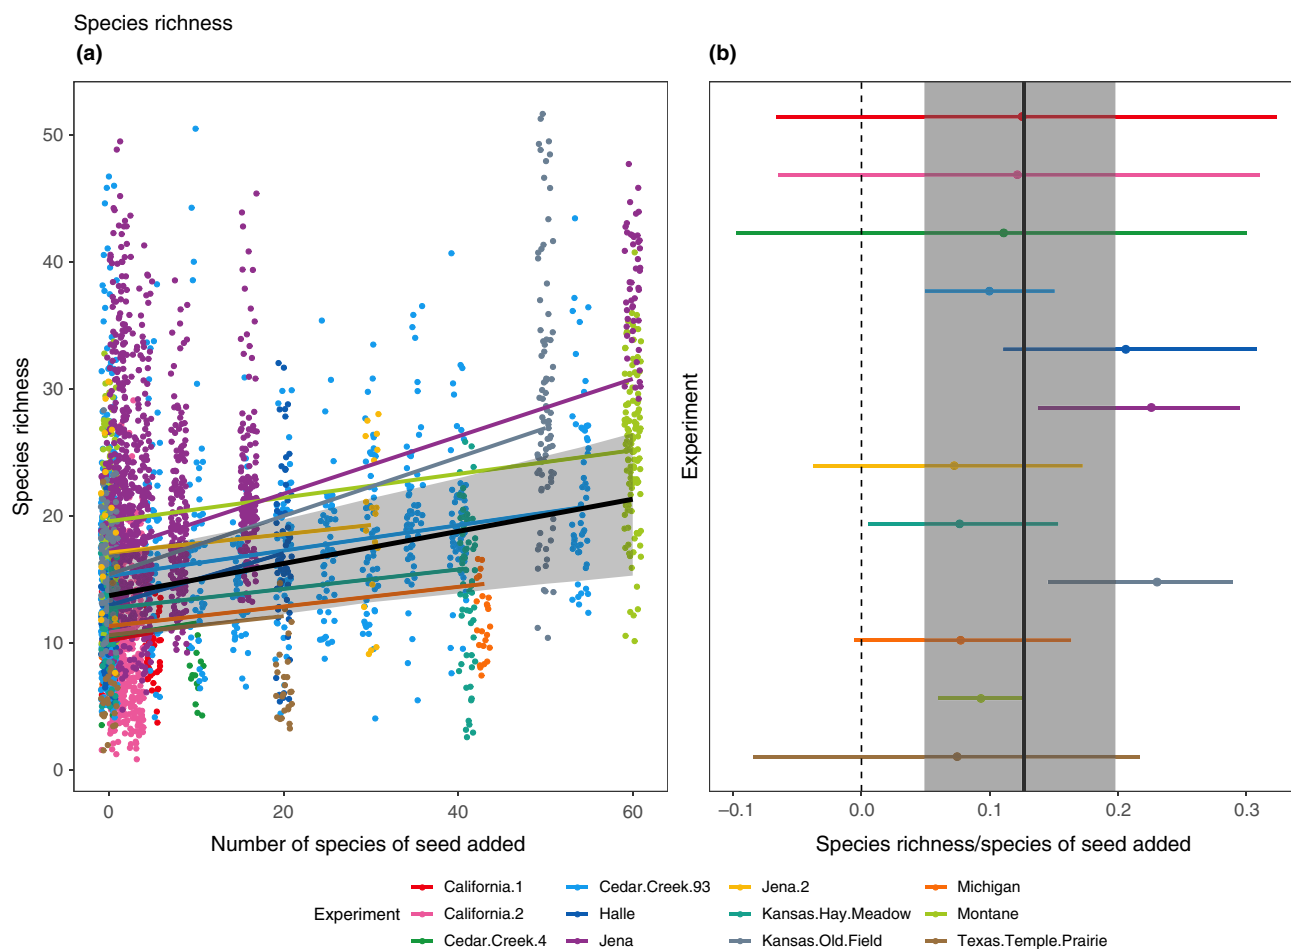 Species richness
(a)
(b)
Species richness
50
40
30
20
10
0
0
20
40
60
Number of species of seed added
Experiment
–0.1
0.0
0.1
0.2
0.3
Species richness/species of seed added
Experiment
California.1
California.2
Cedar.Creek.4
Cedar.Creek.93
Halle
Jena
Jena.2
Kansas.Hay.Meadow
Kansas.Old.Field
Michigan
Montane
Texas.Temple.Prairie